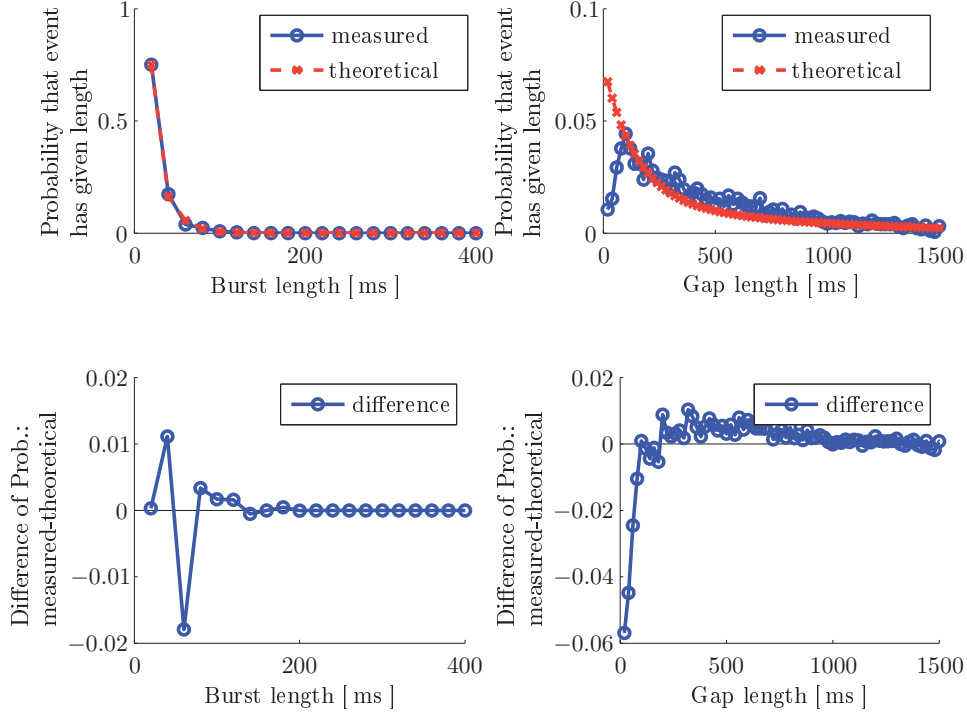 Probability that event
has given length
1
0.5
0
0
200
400
Burst length [ms]
measured
theoretical
Probability that event
has given length
0.1
0.05
0
0
500
1000
1500
Gap length [ms]
measured
theoretical
Difference of Prob.:
measured-theoretical
0.02
0.01
0
−0.01
−0.02
0
200
400
Burst length [ms]
difference
Difference of Prob.:
measured-theoretical
0.02
0
−0.02
−0.04
−0.06
0
500
1000
1500
Gap length [ms]
difference